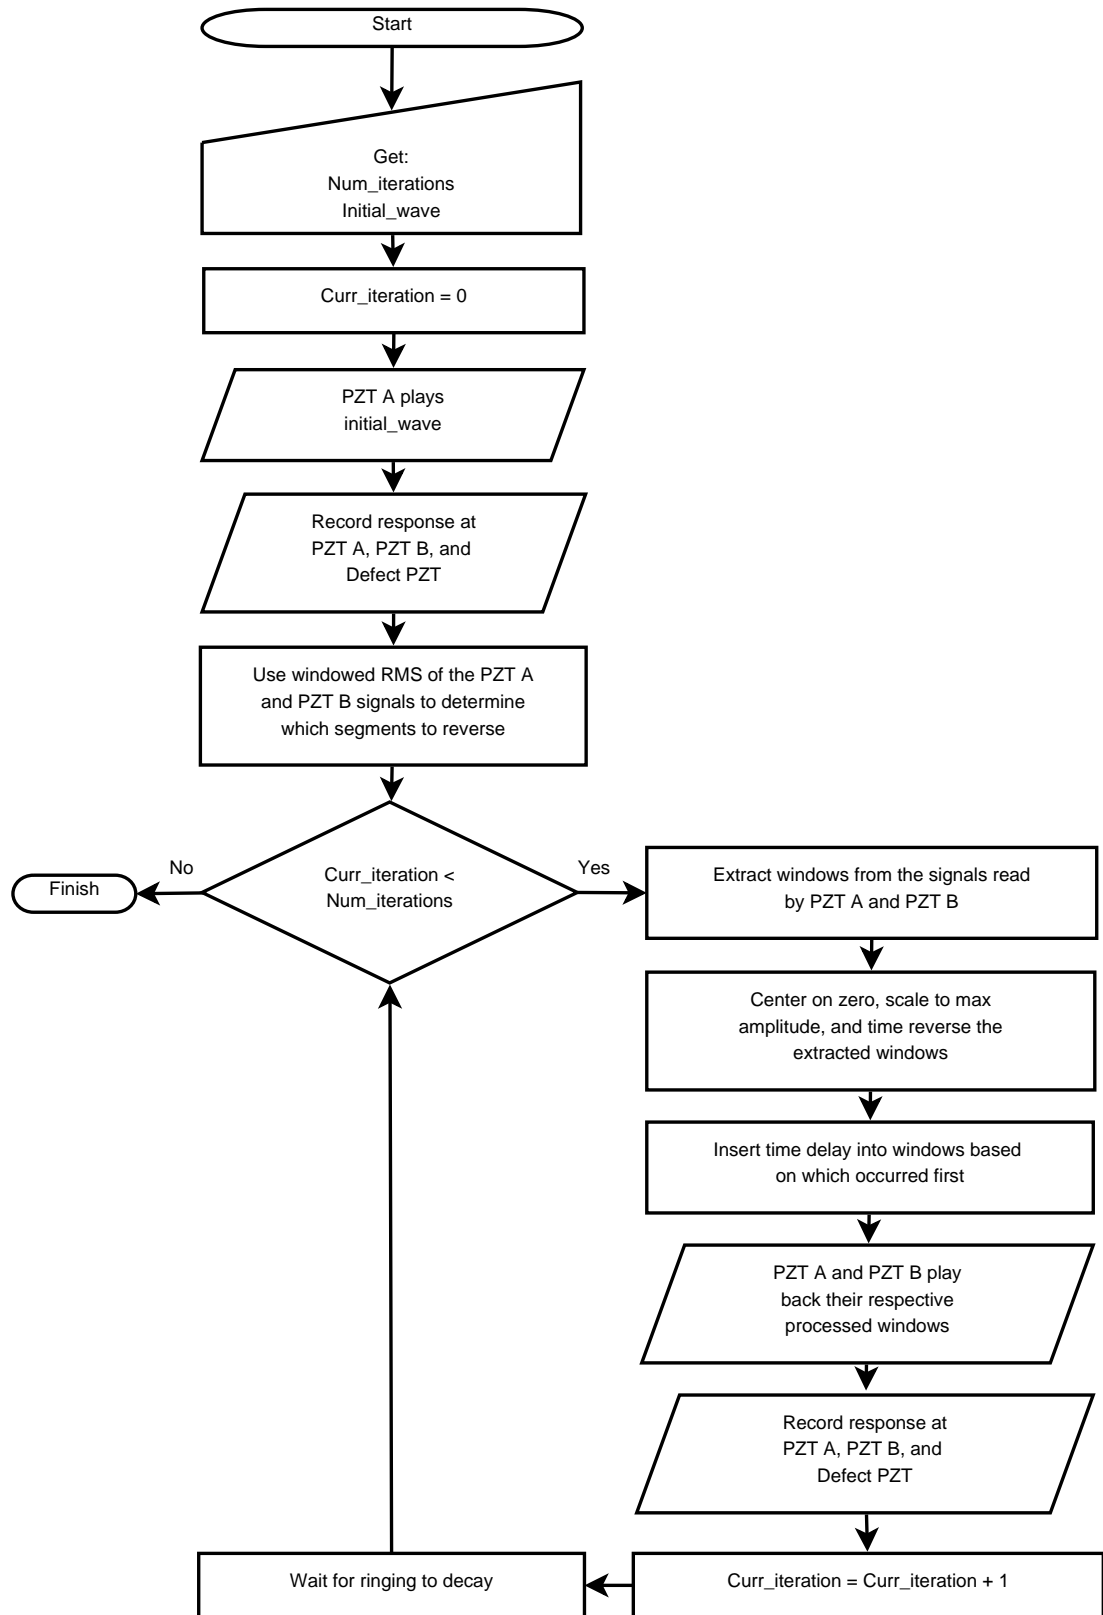 Start
Get:
Num_iterations
Initial_wave
Curr_iteration = 0
PZT A plays
initial_wave
Record response at
PZT A, PZT B, and
Defect PZT
Use windowed RMS of the PZT A
and PZT B signals to determine
which segments to reverse
Curr_iteration <
Num_iterations
No
Finish
Yes
Extract windows from the signals read
by PZT A and PZT B
Center on zero, scale to max
amplitude, and time reverse the
extracted windows
Insert time delay into windows based
on which occurred first
PZT A and PZT B play
back their respective
processed windows
Record response at
PZT A, PZT B, and
Defect PZT
Curr_iteration = Curr_iteration + 1
Wait for ringing to decay